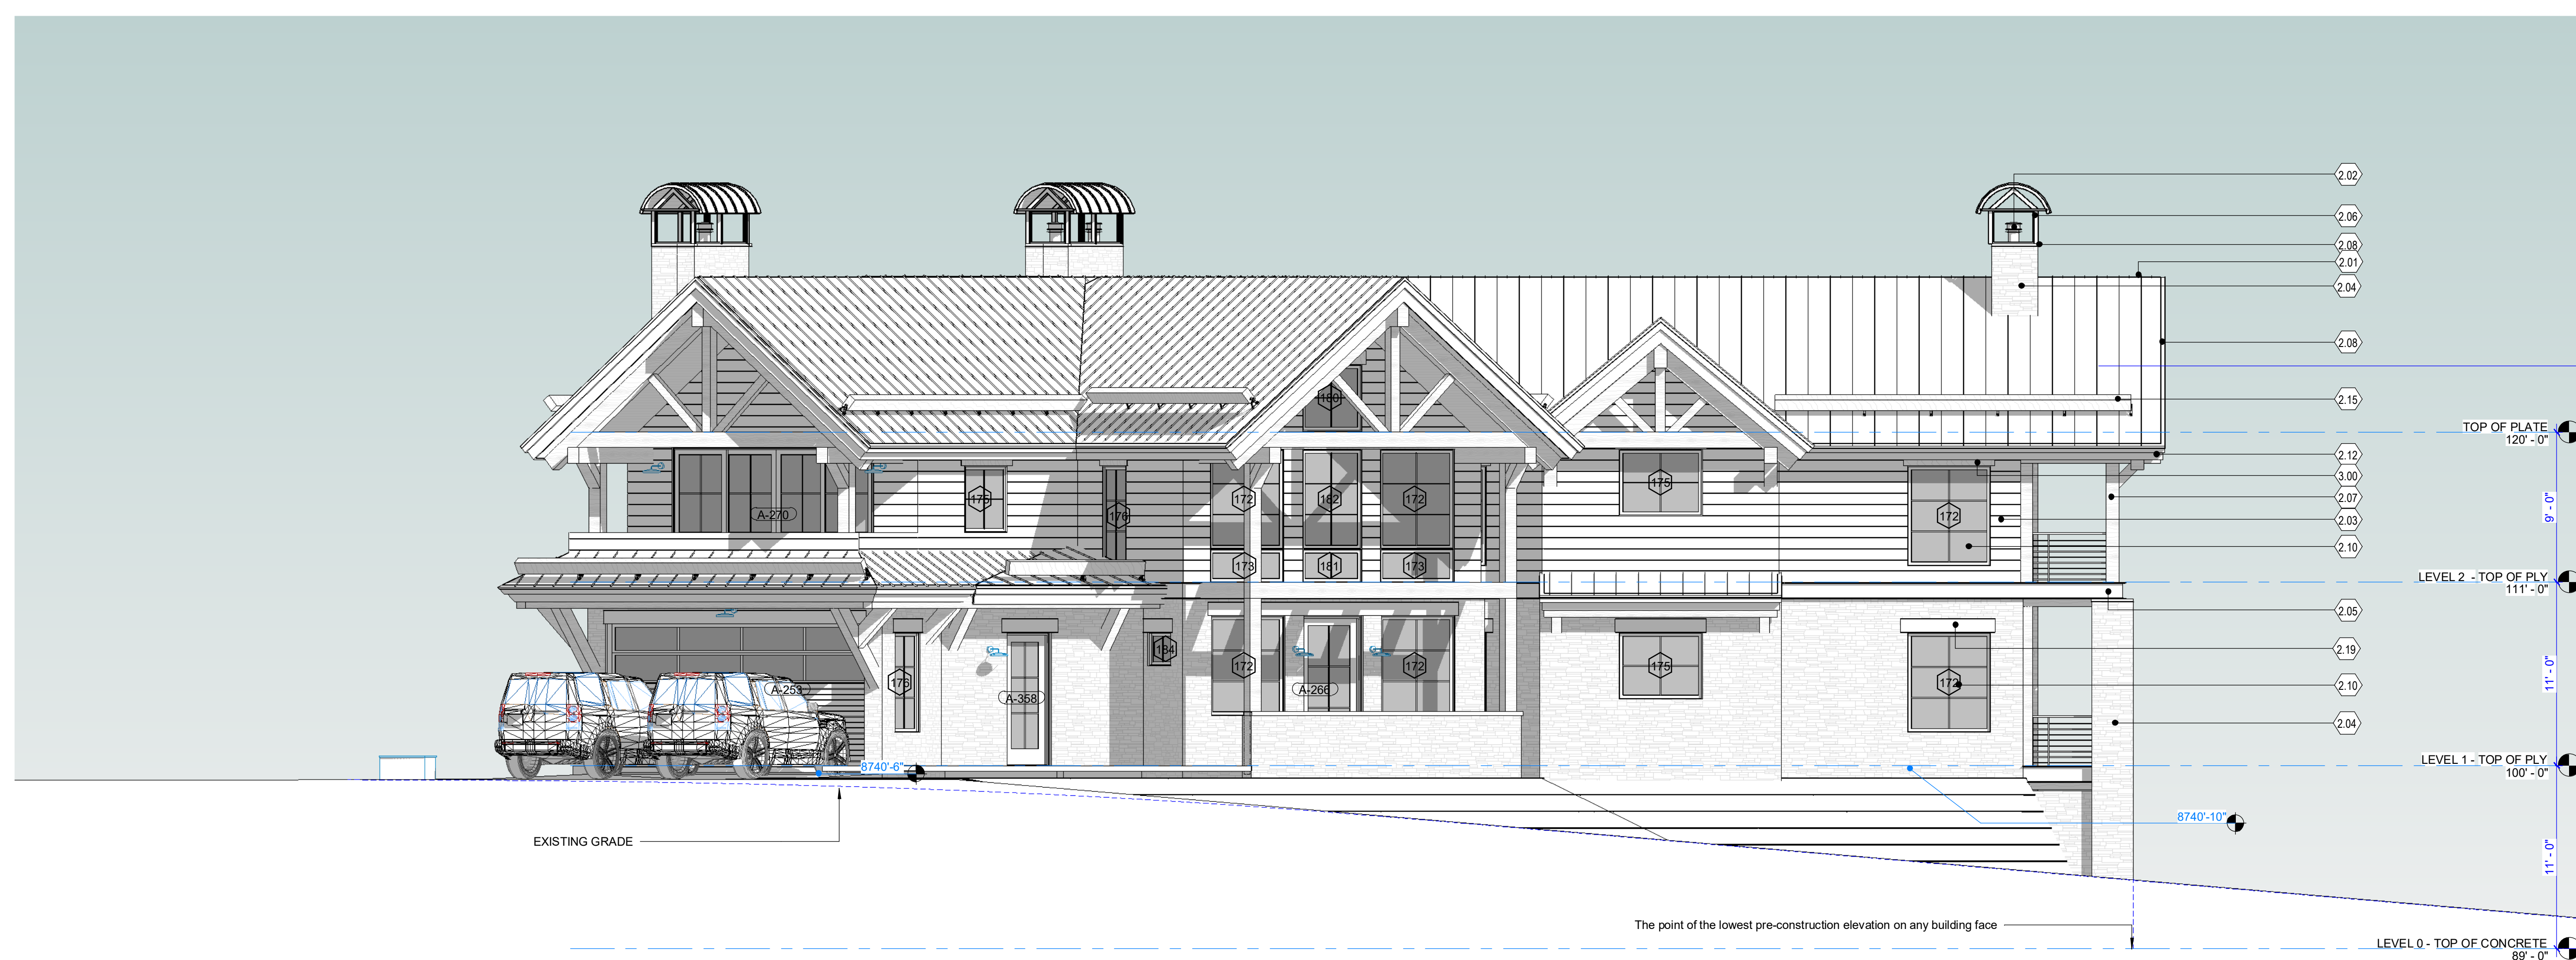 2.02
2.06
2.08
2.01
2.04
2.08
180
2.15
TOP OF PLATE
120' - 0"
2.12
3.00
175
172
182
172
175
2.07
9' - 0"
A-270
176
172
2.03
2.10
173
181
173
LEVEL 2 - TOP OF PLY
111' - 0"
2.05
184
2.19
172
172
175
176
172
2.10
A-253
A-358
A-266
11' - 0"
2.04
8740'-6"
LEVEL 1 - TOP OF PLY
100' - 0"
8740'-10"
EXISTING GRADE
11' - 0"
The point of the lowest pre-construction elevation on any building face
LEVEL 0 - TOP OF CONCRETE
89' - 0"